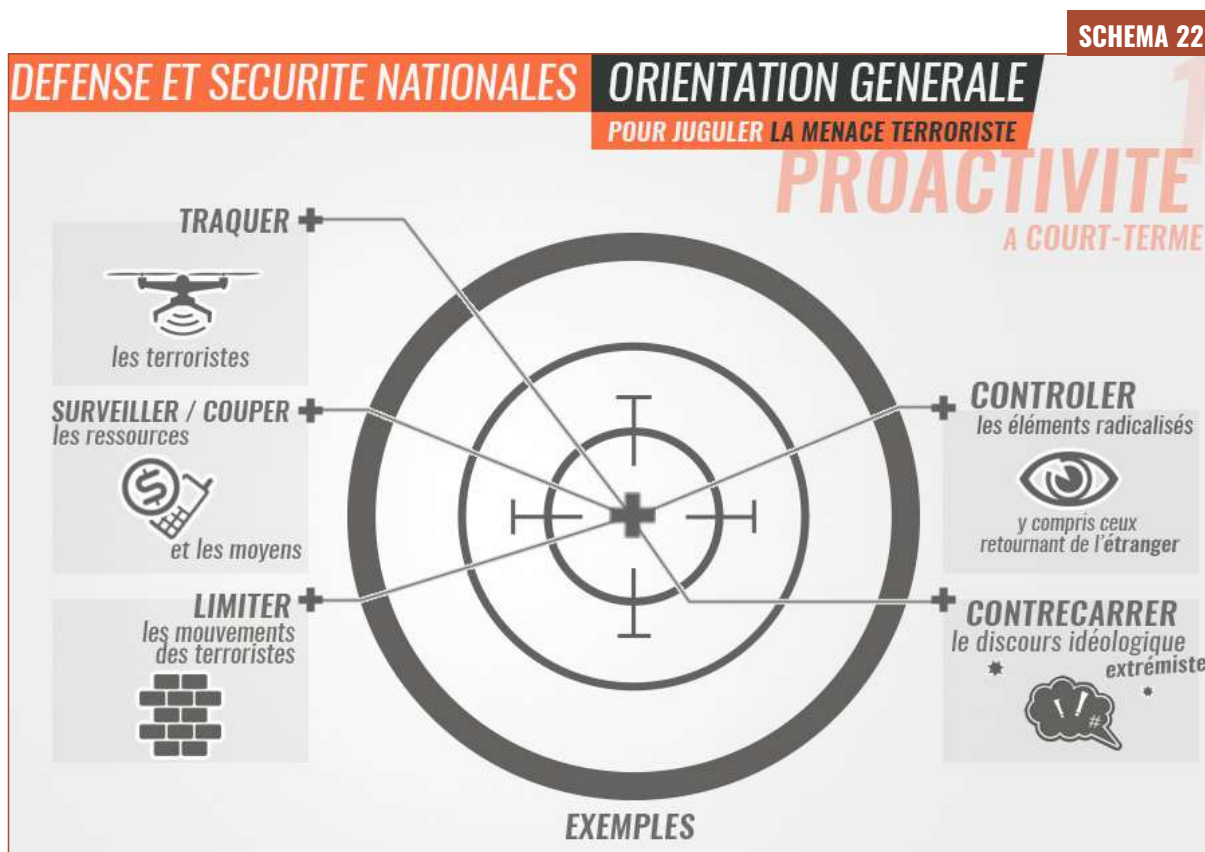 SCHEMA 22
DEFENSE ET SECURITE NATIONALES ORIENTATION GENERALE
POUR JUGULER LA MENACE TERRORISTE
1
PROACTIVITE
A COURT-TERME
TRAQUER
les terroristes
SURVEILLER / COUPER
les ressources
$
et les moyens
LIMITER
les mouvements
des terroristes
CONTROLER
les éléments radicalisés
y compris ceux
retournant de l'étranger
CONTRECARRER
le discours idéologique
extrémiste
!!#
EXEMPLES